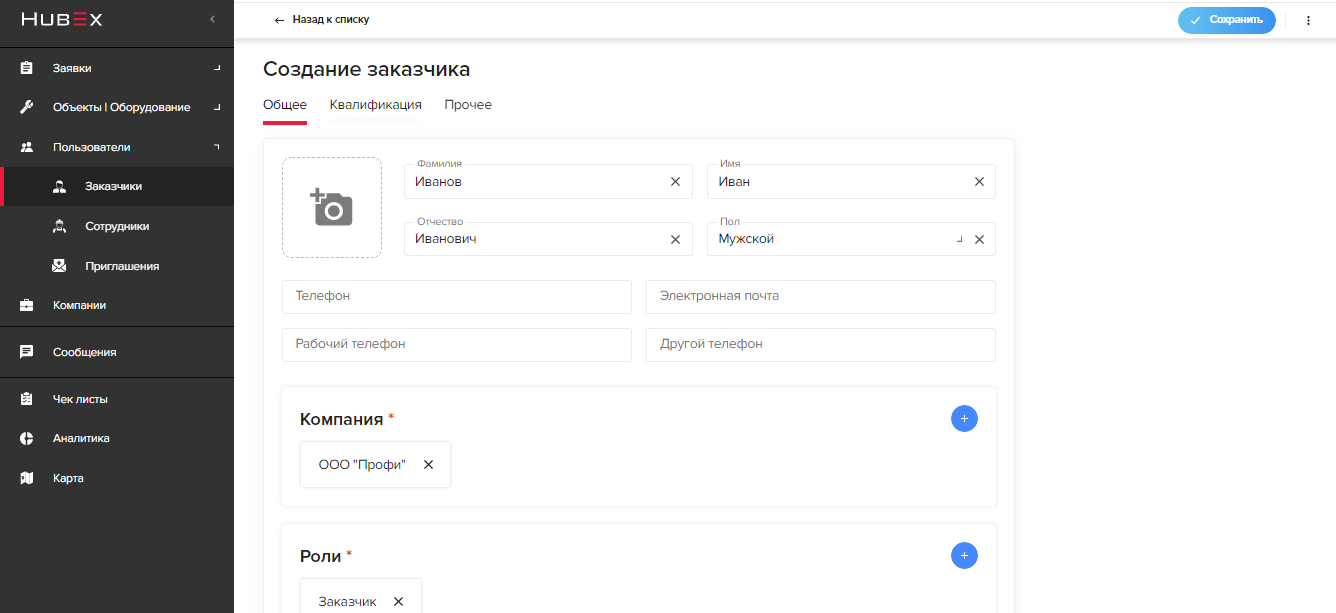 HUBEX
Назад к списку
Сохранить
Заявки
Объекты | Оборудование
Пользователи
Заказчики
Сотрудники
Приглашения
Компании
Сообщения
Чек листы
Аналитика
Карта
Создание заказчика
Общее Квалификация Прочее
Фамилия Имя
Иванов Иван
Отчество Пол
Иванович Мужской
Телефон Электронная почта
Рабочий телефон Другой телефон
Компания *
ООО "Профи"
Роли *
Заказчик